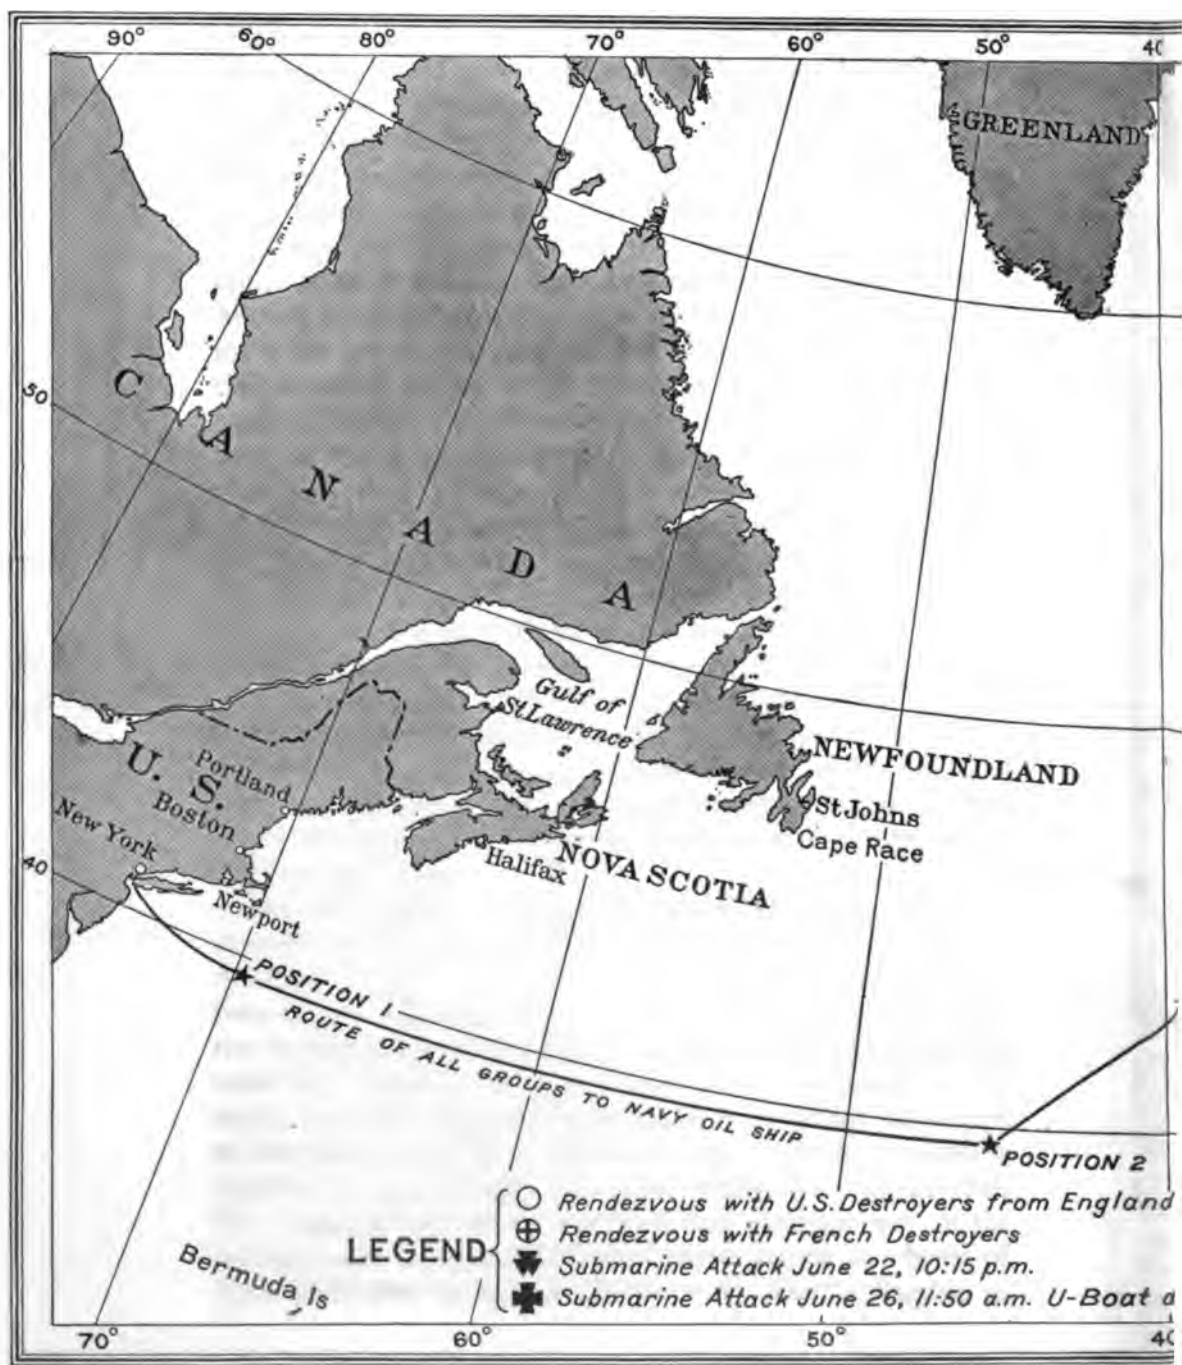 90° 60° 80° 70° 60° 50° 40
GREENLAND
50
CANADA
Gulf of
St Lawrence
NEWFOUNDLAND
U. S.
Portland
Boston
St Johns
New York
Cape Race
40
Halifax
NOVA SCOTIA
Newport
POSITION 1
ROUTE OF ALL GROUPS TO NAVY OIL SHIP
POSITION 2
LEGEND
Rendezvous with U.S. Destroyers from England
Rendezvous with French Destroyers
Submarine Attack June 22, 10:15 p.m.
Submarine Attack June 26, 11:50 a.m. U-Boat d
Bermuda Is
70° 60° 50° 40